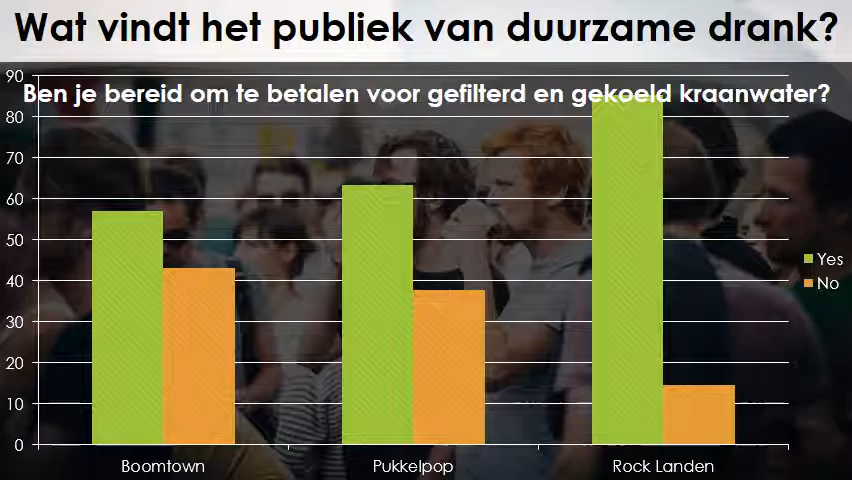 Wat vindt het publiek van duurzame drank?
Ben je bereid om te betalen voor gefilterd en gekoeld kraanwater?
90
80
70
60
50
40
30
20
10
0
Yes
No
Boomtown Pukkelpop Rock Landen